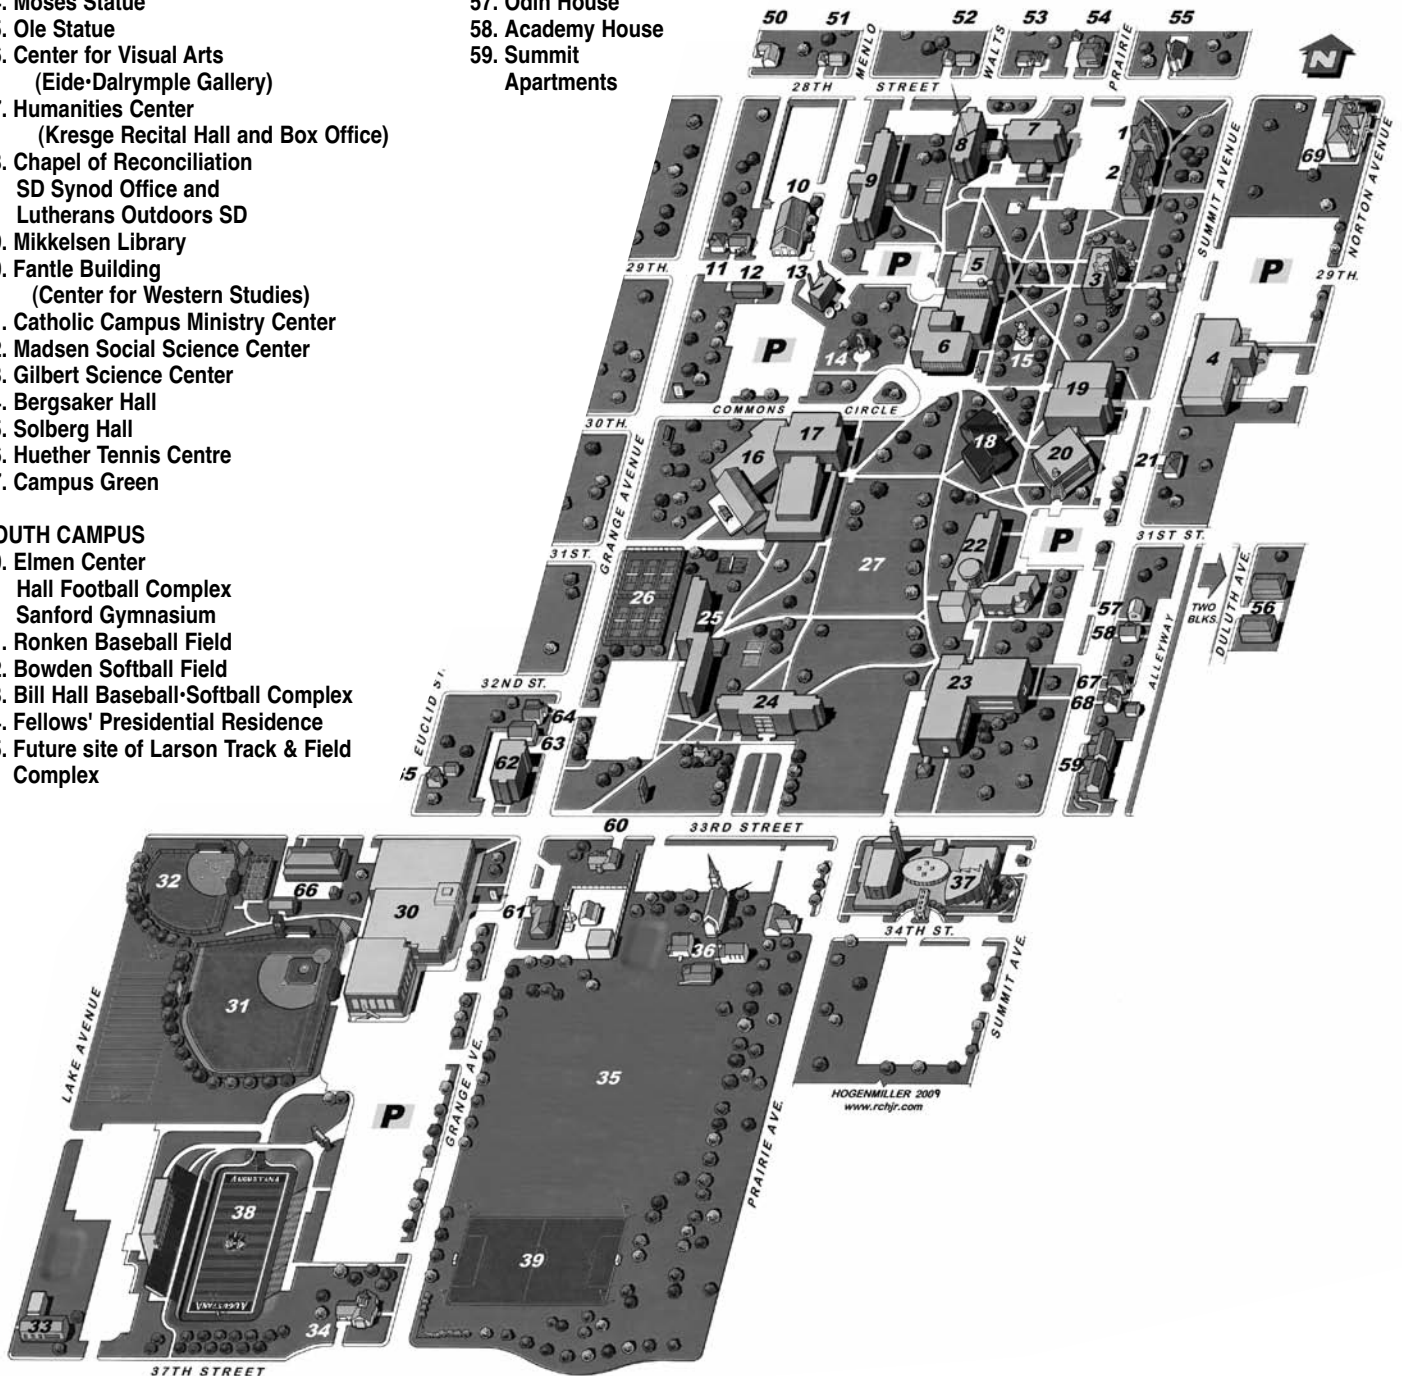 . Moses Statue
. Ole Statue
. Center for Visual Arts
(Eide•Dalrymple Gallery)
. Humanities Center
(Kresge Recital Hall and Box Office)
. Chapel of Reconciliation
SD Synod Office and
Lutherans Outdoors SD
. Mikkelsen Library
. Fantle Building
(Center for Western Studies)
. Catholic Campus Ministry Center
. Madsen Social Science Center
. Gilbert Science Center
. Bergsaker Hall
. Solberg Hall
. Huether Tennis Centre
. Campus Green
OUTH CAMPUS
. Elmen Center
Hall Football Complex
Sanford Gymnasium
. Ronken Baseball Field
. Bowden Softball Field
. Bill Hall Baseball•Softball Complex
. Fellows' Presidential Residence
. Future site of Larson Track & Field
Complex
57. Odin House
58. Academy House
59. Summit
Apartments
50 51 52 53 54 55
MENLO
WALTS
PRAIRIE
N
28TH STREET
1
2
3
4
5
6
7
8
9
10
11
12
13
14
15
69
SUMMIT AVENUE
NORTON AVENUE
29TH.
29TH.
P
P
P
COMMONS CIRCLE
30TH.
GRANGE AVENUE
16
17
18
19
20
21
31ST.
31ST ST.
P
22
27
26
25
24
23
57
58
67
68
59
ALLEYWAY
TWO
BLKS.
DULUTH AVE.
56
32ND ST.
EUCLID ST.
64
63
62
65
60
33RD STREET
32
66
30
61
36
37
34TH ST.
31
LAKE AVENUE
GRANGE AVE.
35
SUMMIT AVE.
PRAIRIE AVE.
HOGENMILLER 2009
www.rchjr.com
P
AUGUSTANA
38
AUGUSTANA
39
33
34
37TH STREET